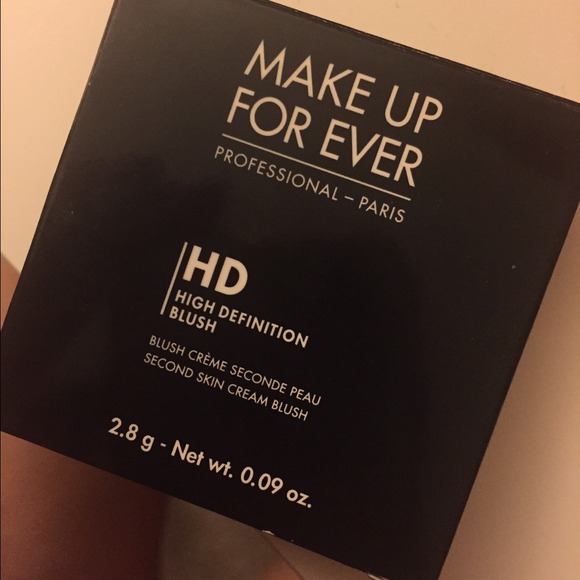 MAKE UP
FOR EVER
PROFESSIONAL – PARIS
HD
HIGH DEFINITION
BLUSH
BLUSH CRÈME SECONDE PEAU
SECOND SKIN CREAM BLUSH
2.8 g - Net wt. 0.09 oz.